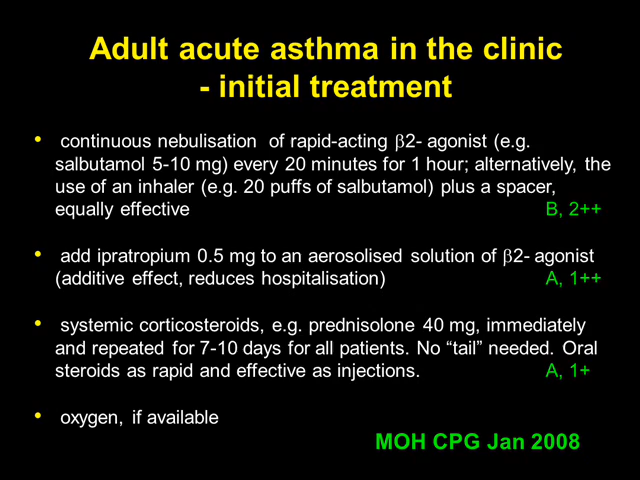 Adult acute asthma in the clinic
- initial treatment
• continuous nebulisation of rapid-acting β2- agonist (e.g.
salbutamol 5-10 mg) every 20 minutes for 1 hour; alternatively, the
use of an inhaler (e.g. 20 puffs of salbutamol) plus a spacer,
equally effective B, 2++
• add ipratropium 0.5 mg to an aerosolised solution of β2- agonist
(additive effect, reduces hospitalisation) A, 1++
• systemic corticosteroids, e.g. prednisolone 40 mg, immediately
and repeated for 7-10 days for all patients. No “tail” needed. Oral
steroids as rapid and effective as injections. A, 1+
• oxygen, if available
MOH CPG Jan 2008